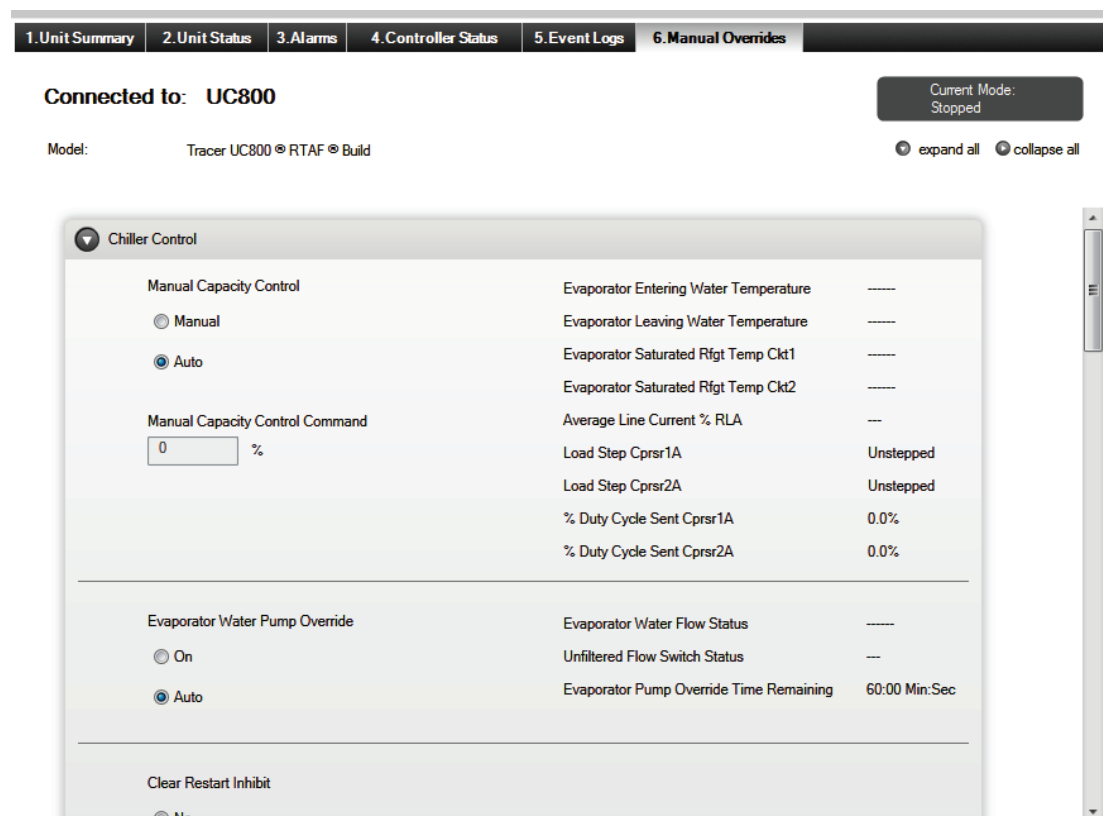 1.Unit Summary 2.Unit Status 3.Alarms 4.Controller Status 5.Event Logs 6.Manual Overrides
Connected to: UC800
Current Mode:
Stopped
Model: Tracer UC800 ® RTAF ® Build
expand all collapse all
Chiller Control
Manual Capacity Control
Manual
Auto
Manual Capacity Control Command
0 %
Evaporator Entering Water Temperature ------
Evaporator Leaving Water Temperature ------
Evaporator Saturated Rfgt Temp Ckt1 ------
Evaporator Saturated Rfgt Temp Ckt2 ------
Average Line Current % RLA ---
Load Step Cprsr1A Unstepped
Load Step Cprsr2A Unstepped
% Duty Cycle Sent Cprsr1A 0.0%
% Duty Cycle Sent Cprsr2A 0.0%
Evaporator Water Pump Override
On
Auto
Evaporator Water Flow Status ------
Unfiltered Flow Switch Status ---
Evaporator Pump Override Time Remaining 60:00 Min:Sec
Clear Restart Inhibit